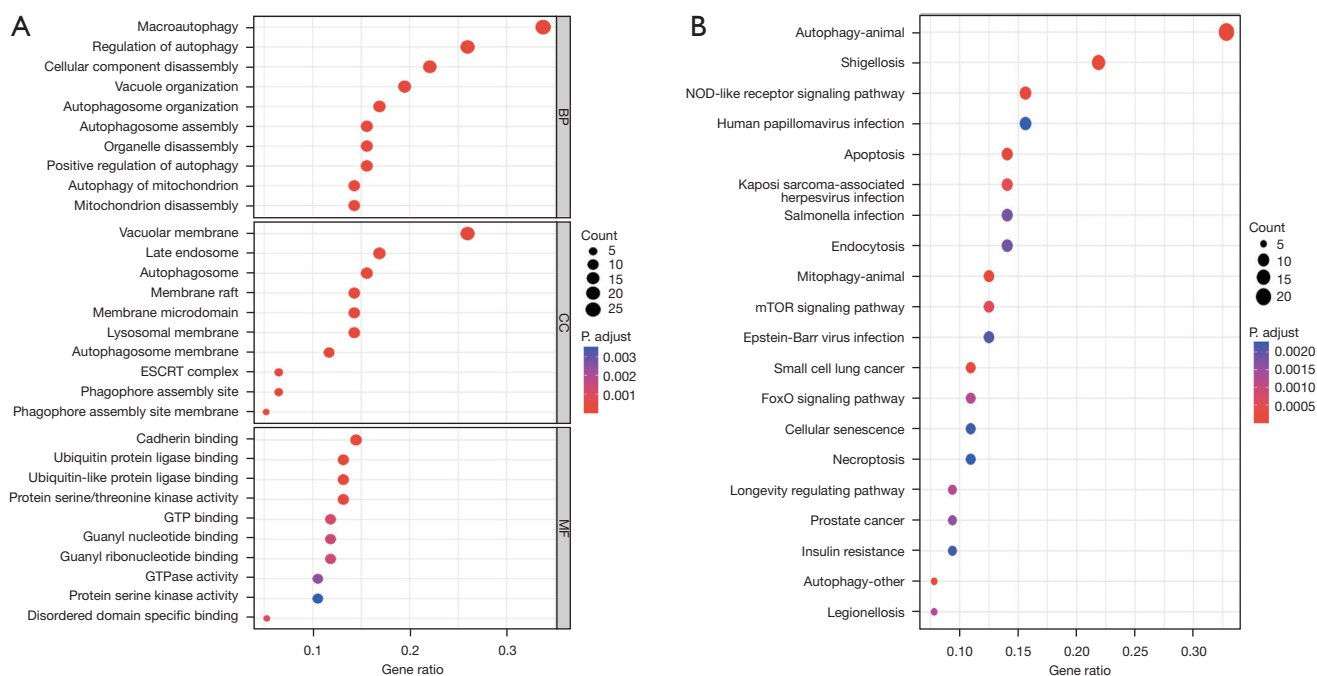 A
Macroautophagy
Regulation of autophagy
Cellular component disassembly
Vacuole organization
Autophagosome organization
Autophagosome assembly
Organelle disassembly
Positive regulation of autophagy
Autophagy of mitochondrion
Mitochondrion disassembly
BP
Vacuolar membrane
Late endosome
Autophagosome
Membrane raft
Membrane microdomain
Lysosomal membrane
Autophagosome membrane
ESCRT complex
Phagophore assembly site
Phagophore assembly site membrane
CC
Cadherin binding
Ubiquitin protein ligase binding
Ubiquitin-like protein ligase binding
Protein serine/threonine kinase activity
GTP binding
Guanyl nucleotide binding
Guanyl ribonucleotide binding
GTPase activity
Protein serine kinase activity
Disordered domain specific binding
MF
0.1 0.2 0.3
Gene ratio
Count
5
10
15
20
25
P. adjust
0.003
0.002
0.001
B
Autophagy-animal
Shigellosis
NOD-like receptor signaling pathway
Human papillomavirus infection
Apoptosis
Kaposi sarcoma-associated
herpesvirus infection
Salmonella infection
Endocytosis
Mitophagy-animal
mTOR signaling pathway
Epstein-Barr virus infection
Small cell lung cancer
FoxO signaling pathway
Cellular senescence
Necroptosis
Longevity regulating pathway
Prostate cancer
Insulin resistance
Autophagy-other
Legionellosis
0.10 0.15 0.20 0.25 0.30
Gene ratio
Count
5
10
15
20
P. adjust
0.0020
0.0015
0.0010
0.0005